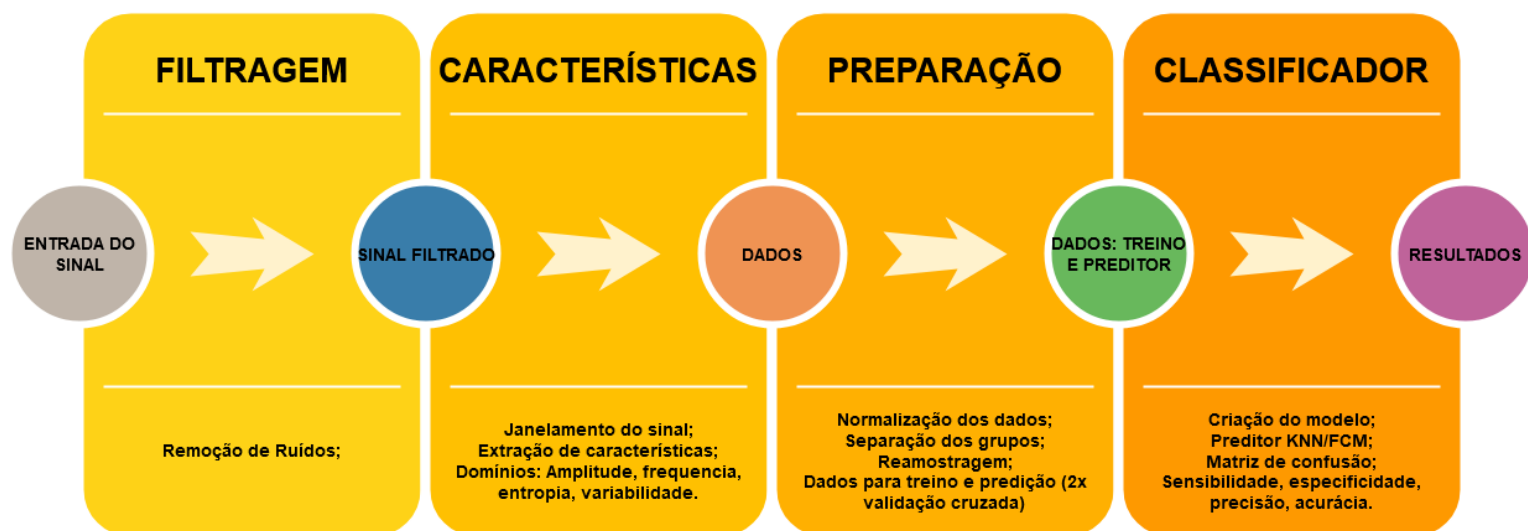 FILTRAGEM
CARACTERÍSTICAS
PREPARAÇÃO
CLASSIFICADOR
ENTRADA DO
SINAL
SINAL FILTRADO
DADOS
DADOS: TREINO
E PREDITOR
RESULTADOS
Remoção de Ruídos;
Janelamento do sinal;
Extração de características;
Domínios: Amplitude, frequencia,
entropia, variabilidade.
Normalização dos dados;
Separação dos grupos;
Reamostragem;
Dados para treino e predição (2x
validação cruzada)
Criação do modelo;
Preditor KNN/FCM;
Matriz de confusão;
Sensibilidade, especificidade,
precisão, acurácia.